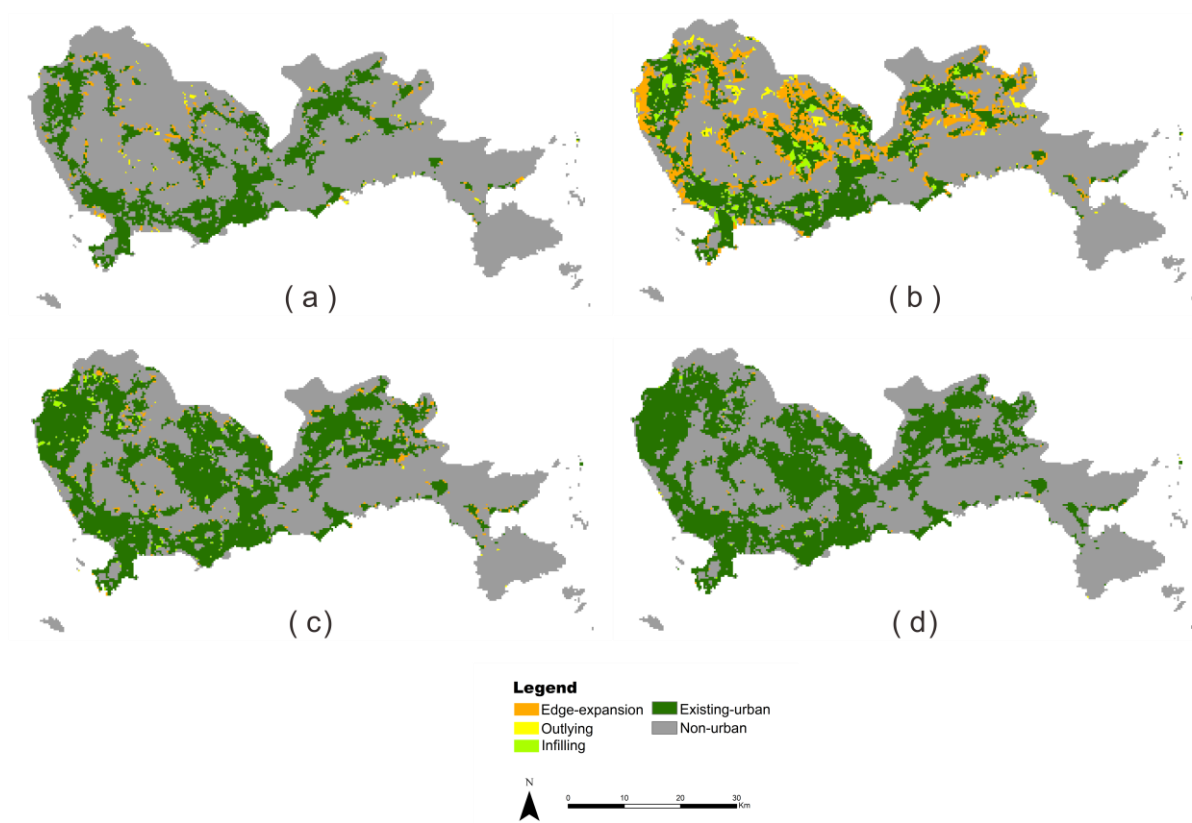 ( a )
( b )
( c )
( d )
Legend
Edge-expansion
Existing-urban
Outlying
Non-urban
Infilling
N
0 10 20 30
Km